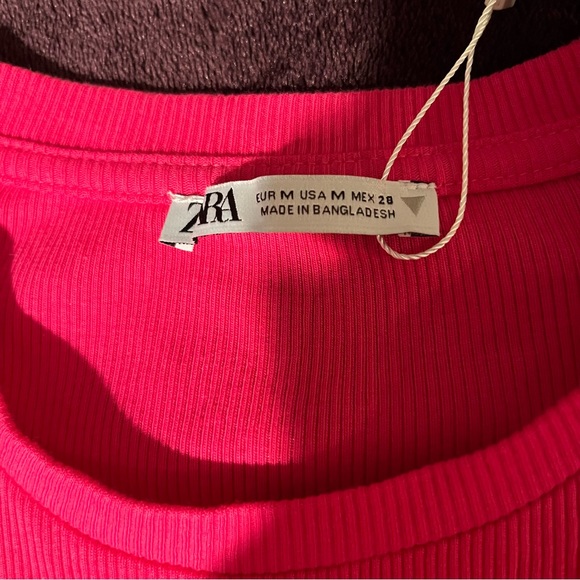 ZARA
EUR M USA M MEX 28
MADE IN BANGLADESH